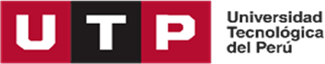 UTP
Universidad
Tecnológica
del Perú